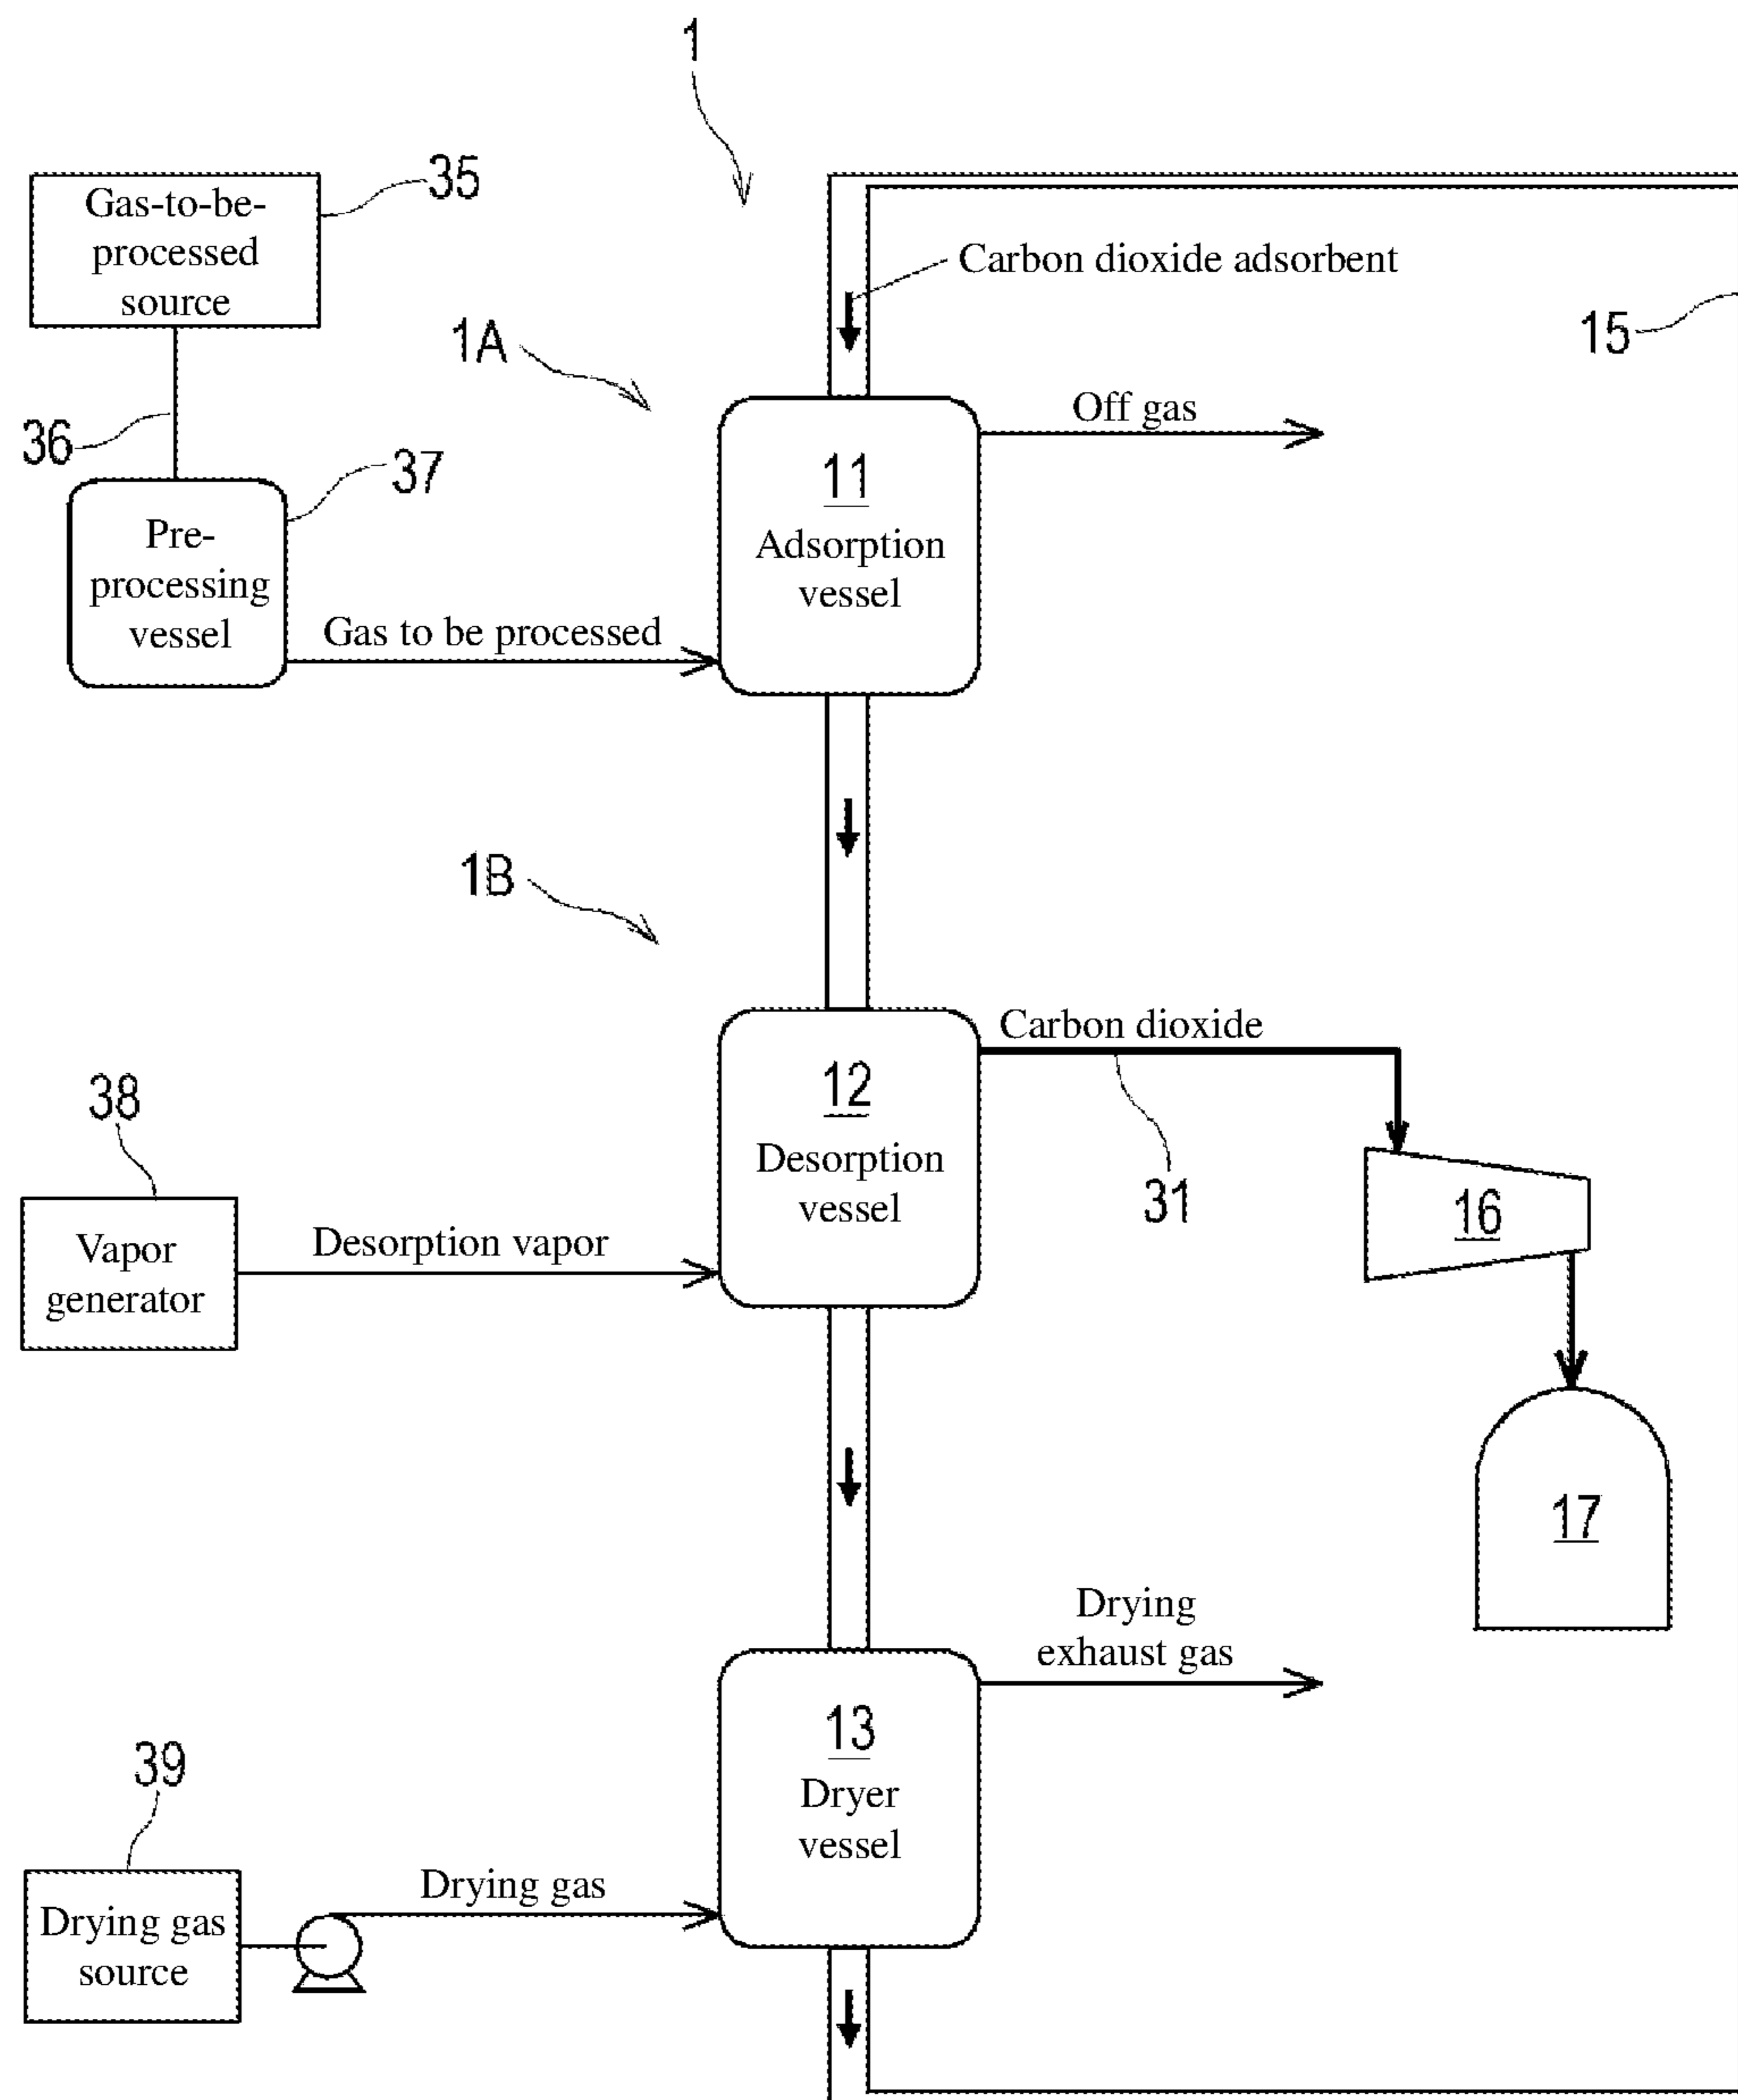 1
35
Gas-to-be-
processed
source
Carbon dioxide adsorbent
15
1A
Off gas
36
37
11
Adsorption
vessel
Pre-
processing
vessel
Gas to be processed
1B
Carbon dioxide
12
Desorption
vessel
31
16
38
Vapor
generator
Desorption vapor
17
Drying
exhaust gas
13
Dryer
vessel
39
Drying gas
source
Drying gas